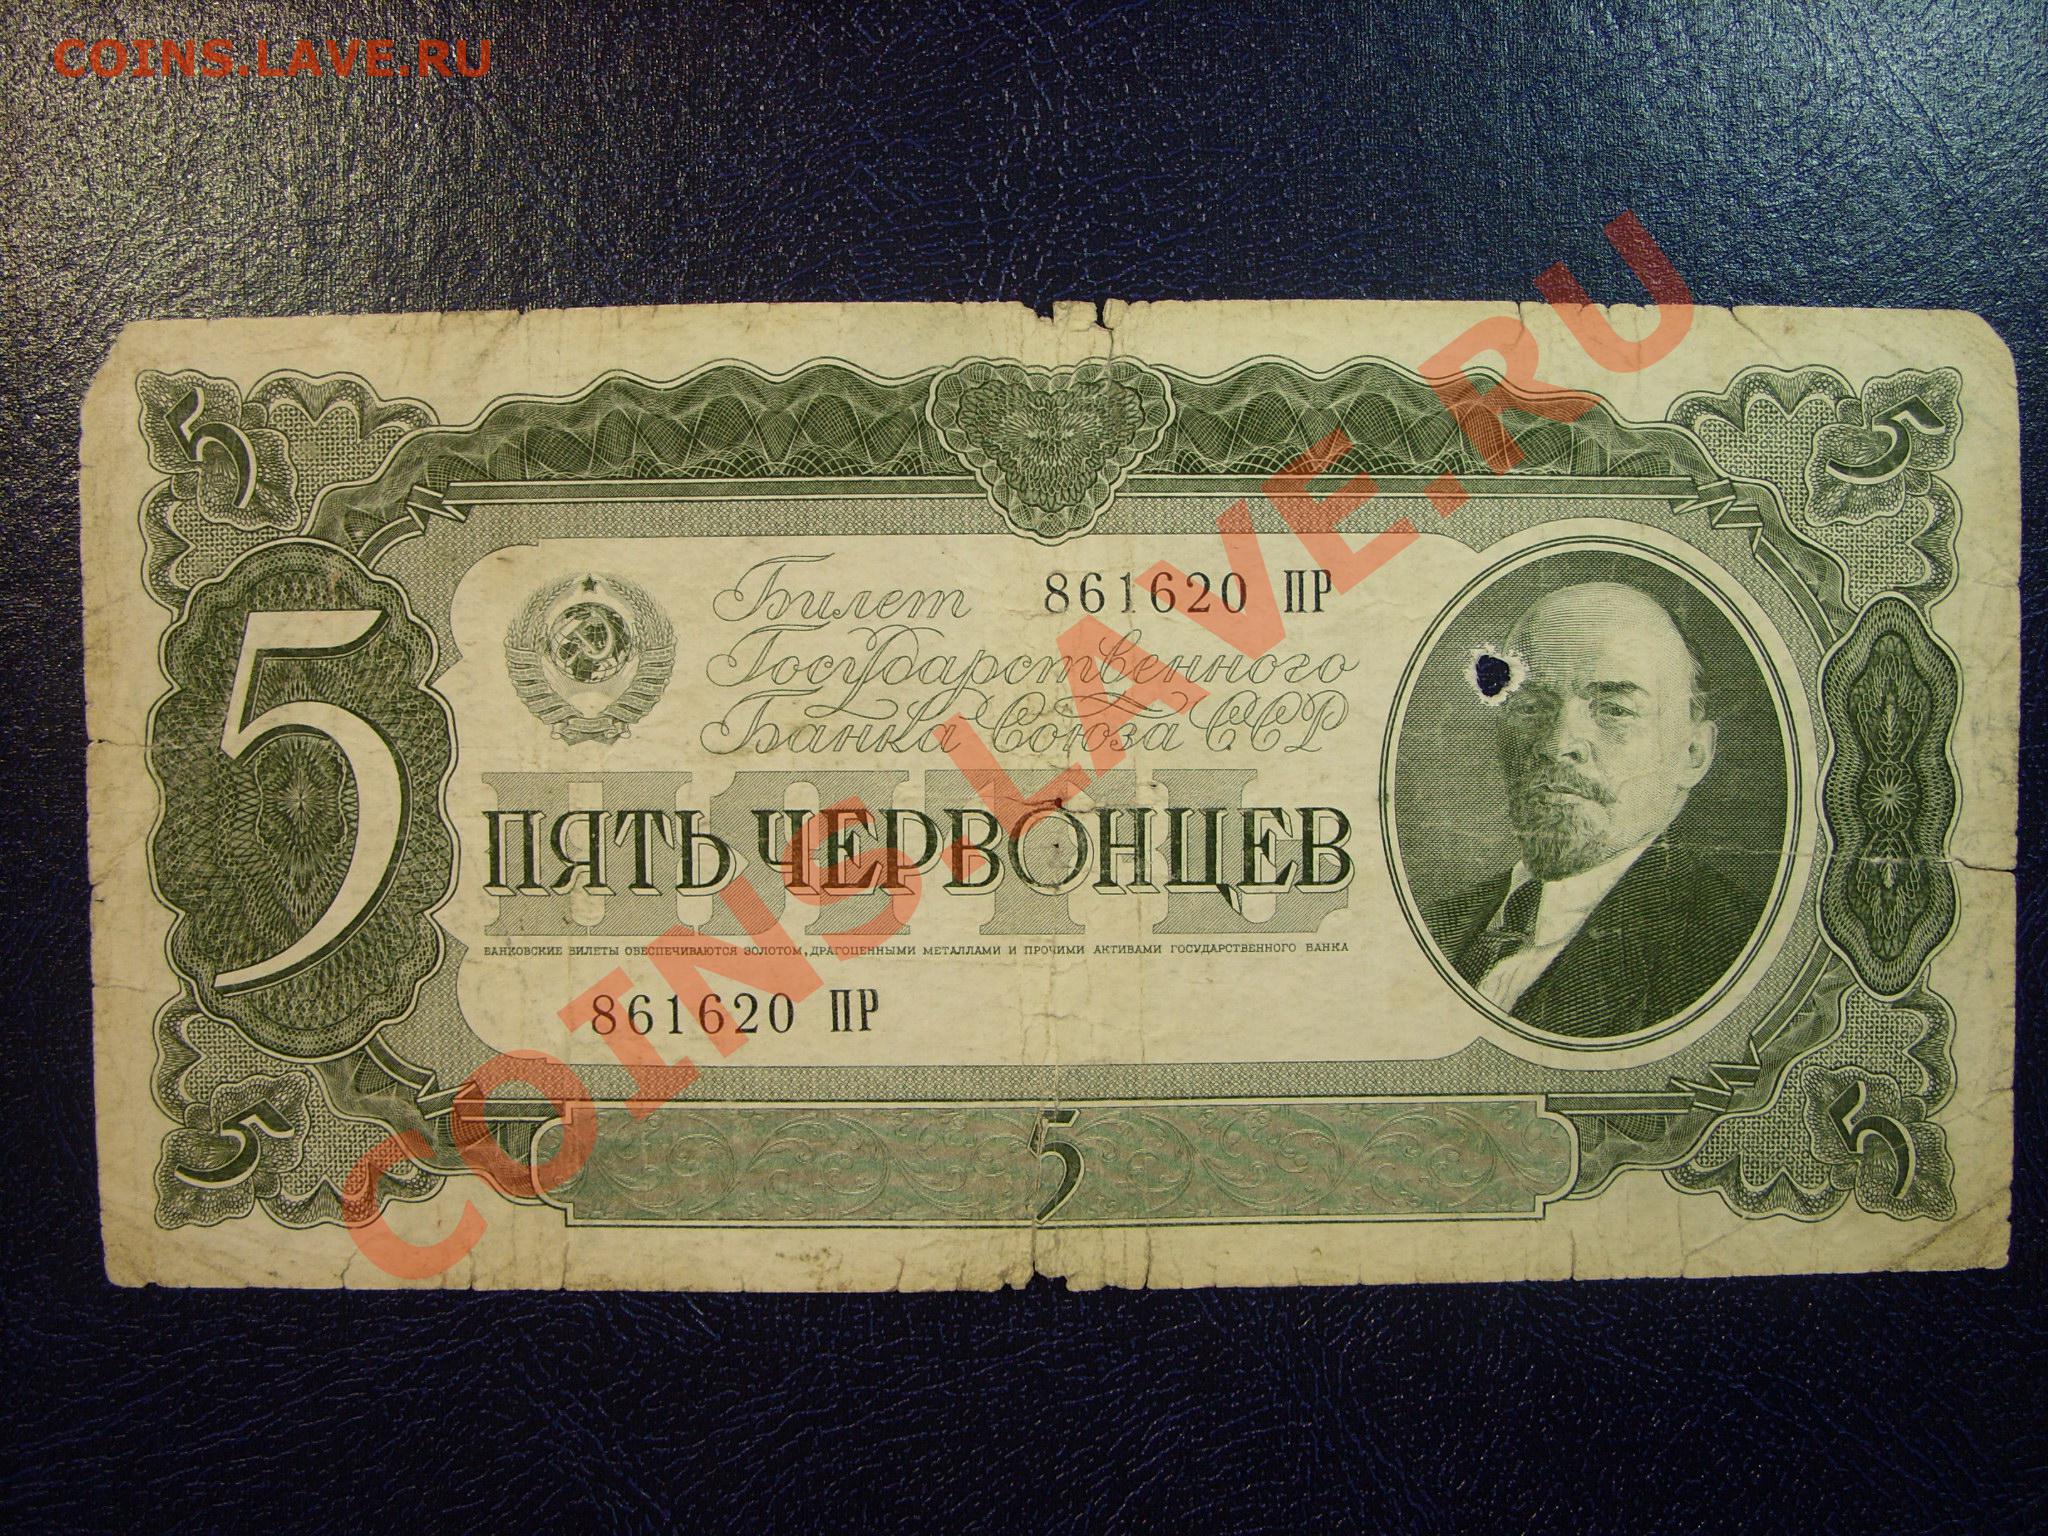 COINS.LAVE.RU
5 5
Билет 861620 ПР
Государственного
Банка Союза ССР
5
ПЯТЬ
ПЯТЬ ЧЕРВОНЦЕВ
БАНКОВСКИЕ БИЛЕТЫ ОБЕСПЕЧИВАЮТСЯ ЗОЛОТОМ, ДРАГОЦЕННЫМИ МЕТАЛЛАМИ И ПРОЧИМИ АКТИВАМИ ГОСУДАРСТВЕННОГО БАНКА
861620 ПР
5 5 5
COINS.LAVE.RU